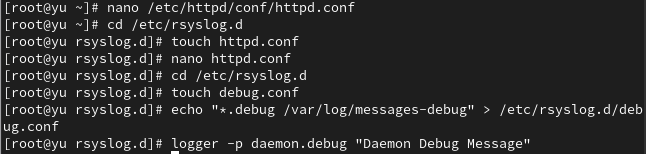 [root@yu ~]# nano /etc/httpd/conf/httpd.conf
[root@yu ~]# cd /etc/rsyslog.d
[root@yu rsyslog.d]# touch httpd.conf
[root@yu rsyslog.d]# nano httpd.conf
[root@yu rsyslog.d]# cd /etc/rsyslog.d
[root@yu rsyslog.d]# touch debug.conf
[root@yu rsyslog.d]# echo "*.debug /var/log/messages-debug" > /etc/rsyslog.d/deb
ug.conf
[root@yu rsyslog.d]# logger -p daemon.debug "Daemon Debug Message"